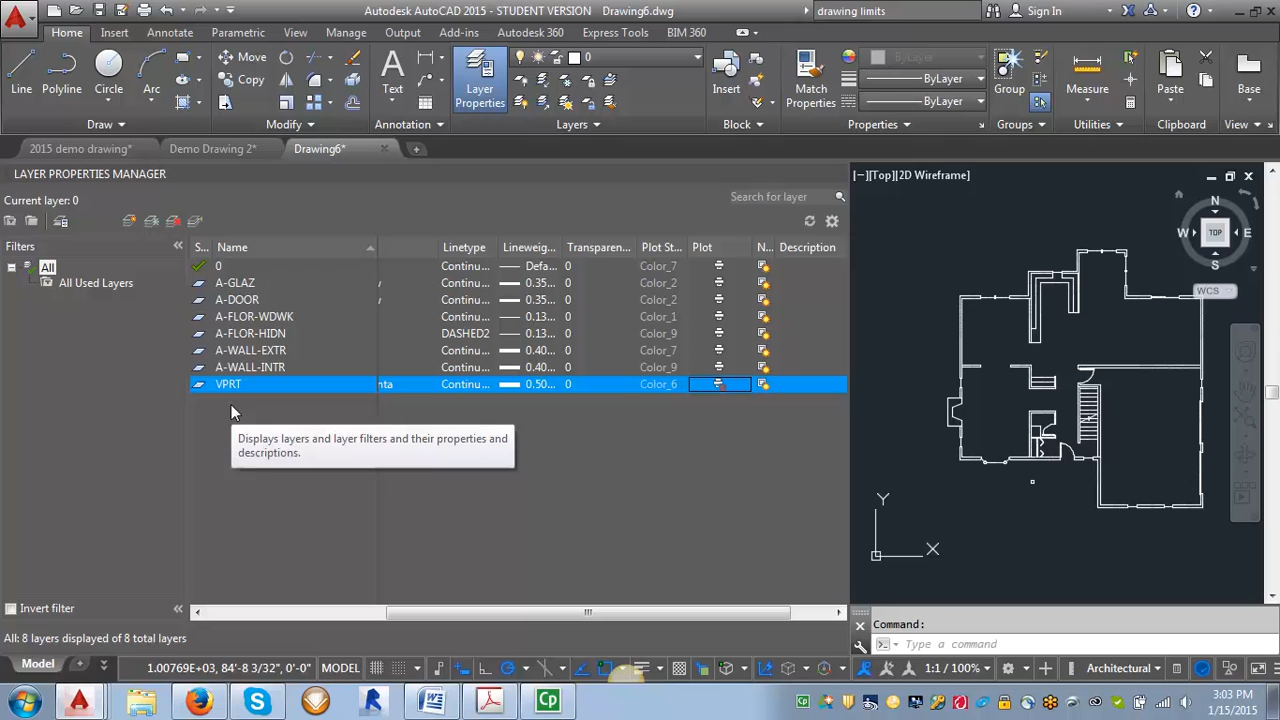 Autodesk AutoCAD 2015 - STUDENT VERSION Drawing6.dwg
drawing limits
Sign In
Home Insert Annotate Parametric View Manage Output Add-ins Autodesk 360 Express Tools BIM 360
Line Polyline Circle Arc
Move
Copy
Text
Layer Properties
0
Insert
Match Properties
ByLayer
ByLayer
ByLayer
Group
Measure
Paste
Base
Draw Modify Annotation Layers Block Properties Groups Utilities Clipboard View
2015 demo drawing* Demo Drawing 2* Drawing6*
LAYER PROPERTIES MANAGER
Current layer: 0
Search for layer
Filters
All
All Used Layers
S... Name Linetype Lineweig... Transparen... Plot St... Plot N... Description
0 Continu... Defa... 0 Color_7
A-GLAZ Continu... 0.35... 0 Color_2
A-DOOR Continu... 0.35... 0 Color_2
A-FLOR-WDWK Continu... 0.13... 0 Color_1
A-FLOR-HIDN DASHED2 0.13... 0 Color_9
A-WALL-EXTR Continu... 0.40... 0 Color_7
A-WALL-INTR Continu... 0.40... 0 Color_9
VPRT nta Continu... 0.50... 0 Color_6
Displays layers and layer filters and their properties and
descriptions.
Invert filter
All: 8 layers displayed of 8 total layers
[−][Top][2D Wireframe]
N
W TOP E
S
WCS
Y
X
Command:
Type a command
Model
1.00769E+03, 84'-8 3/32", 0'-0" MODEL
1:1 / 100%
Architectural
3:03 PM
1/15/2015